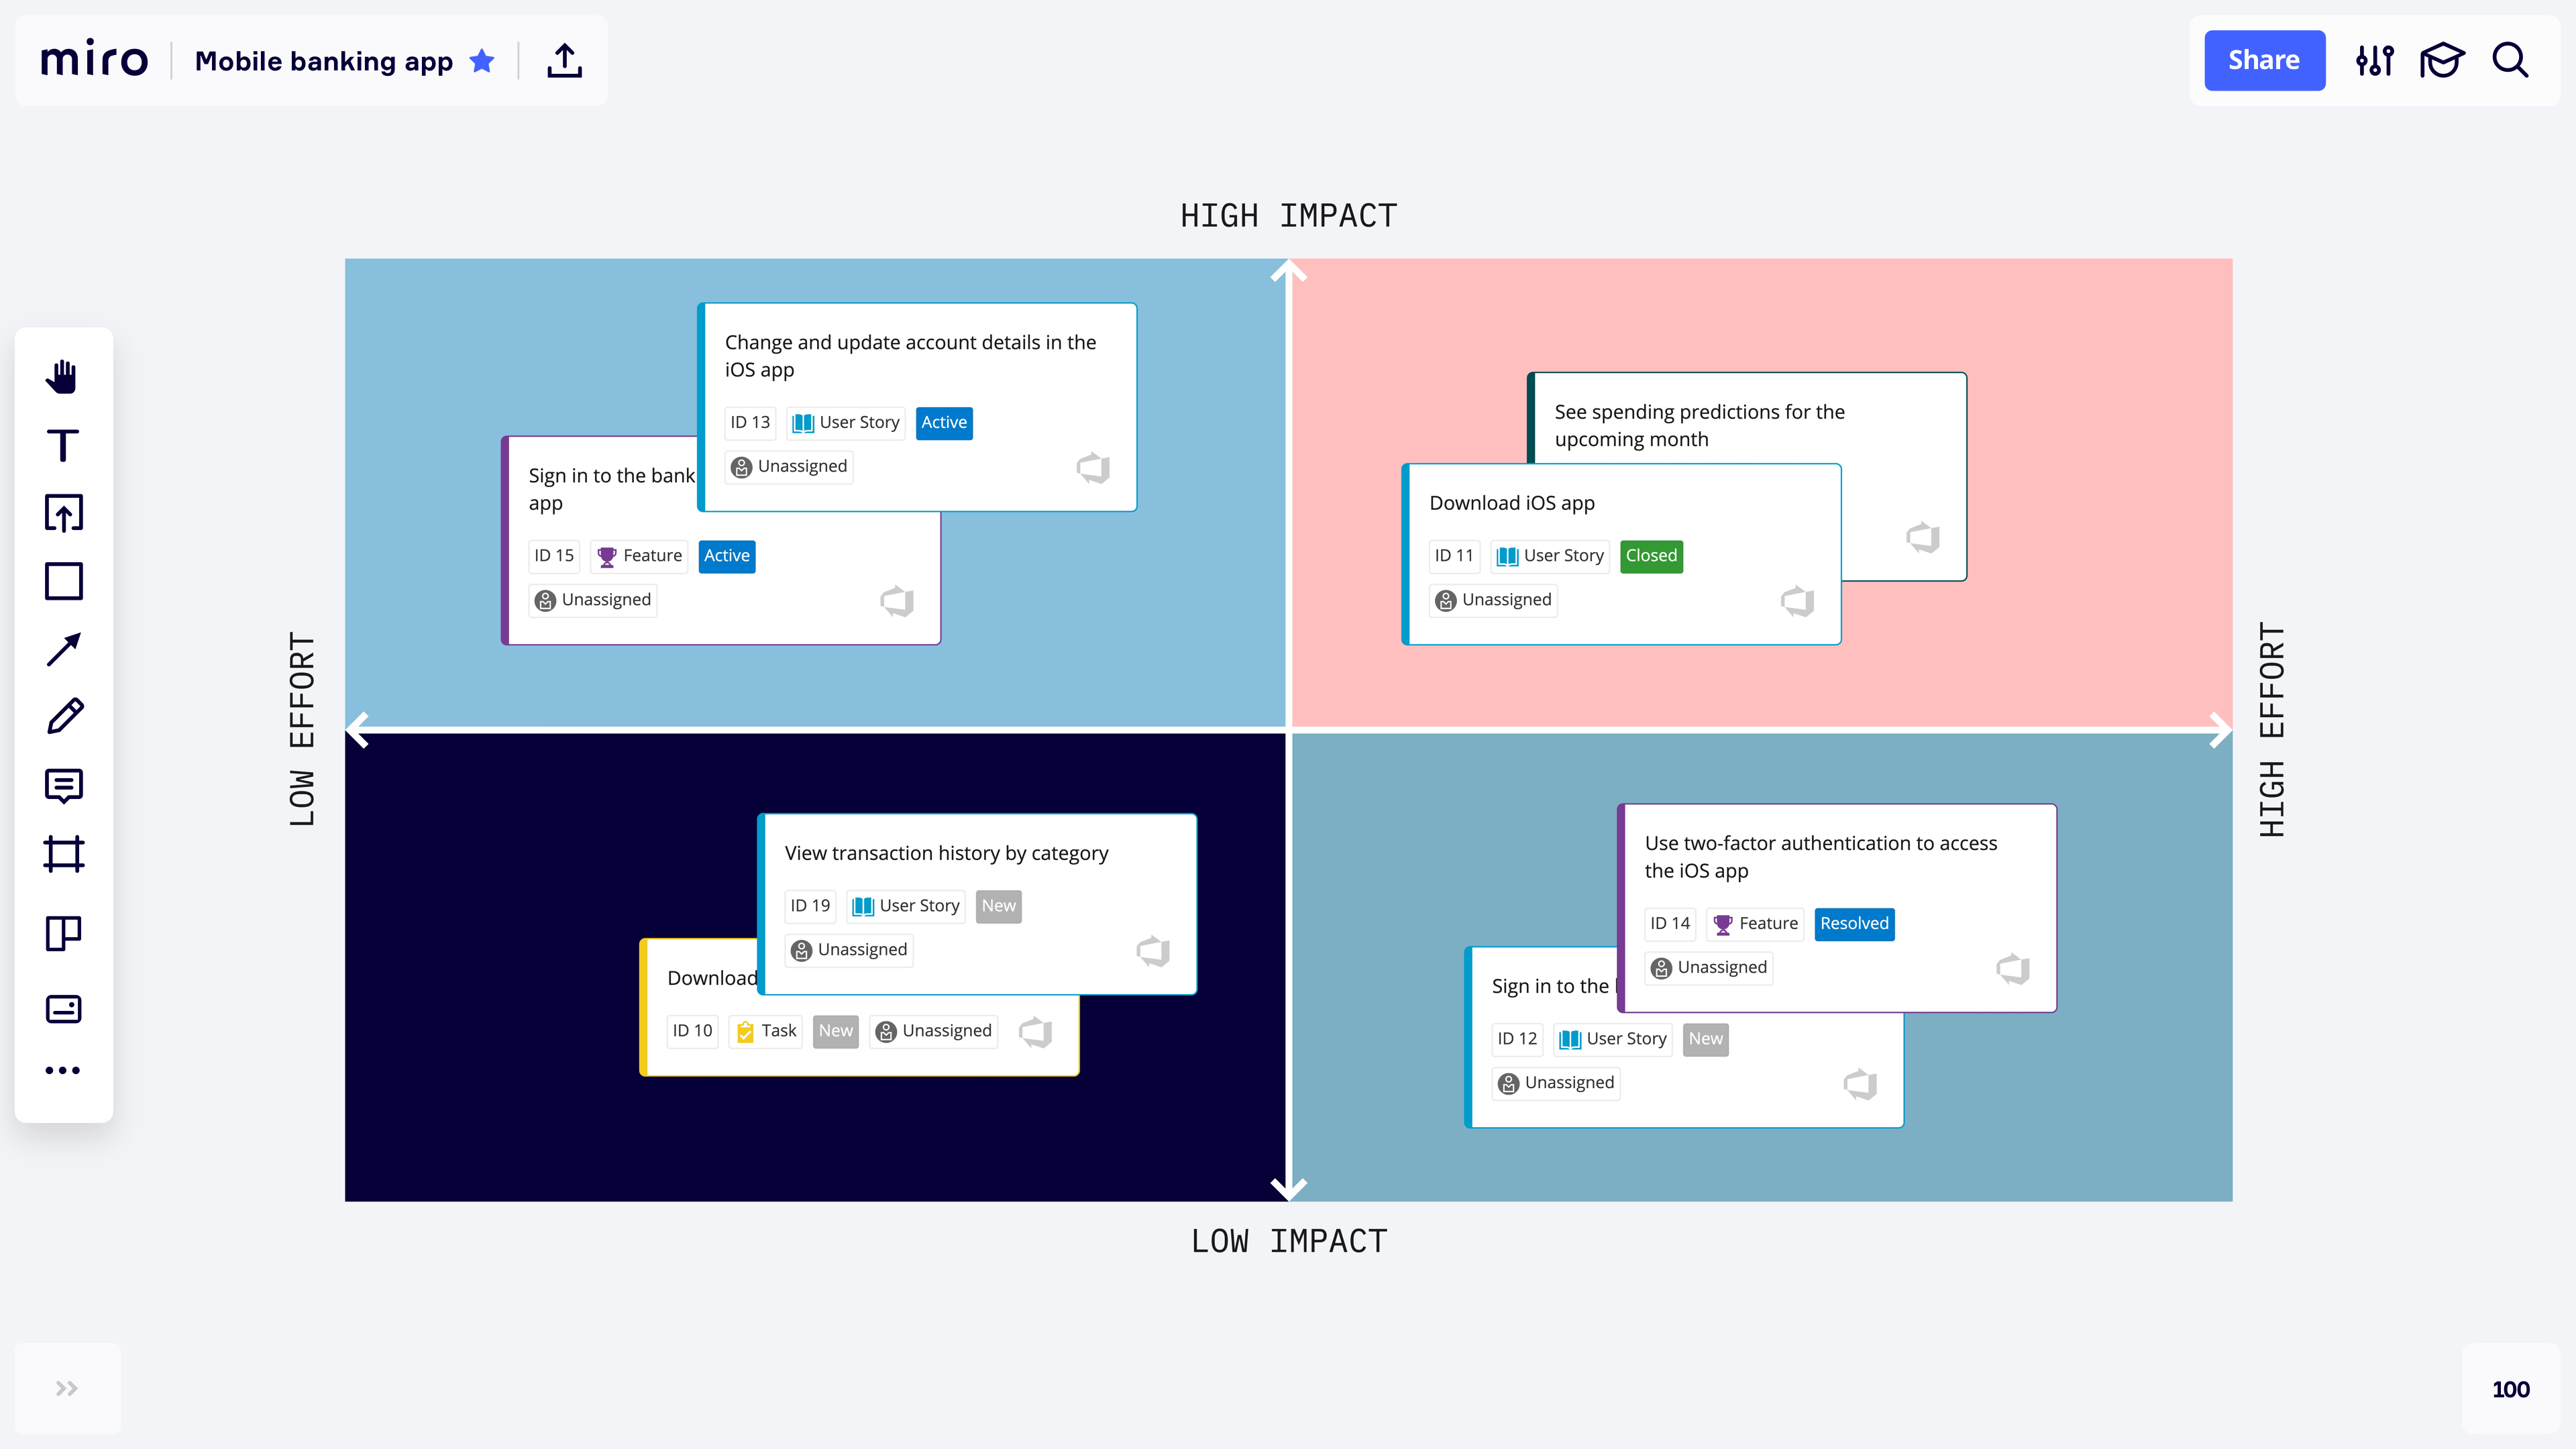 miro
Mobile banking app
Share
HIGH IMPACT
LOW EFFORT
HIGH EFFORT
Change and update account details in the
iOS app
ID 13
User Story
Active
Unassigned
Sign in to the bank
app
ID 15
Feature
Active
Unassigned
See spending predictions for the
upcoming month
Download iOS app
ID 11
User Story
Closed
Unassigned
View transaction history by category
ID 19
User Story
New
Unassigned
Download
ID 10
Task
New
Unassigned
Use two-factor authentication to access
the iOS app
ID 14
Feature
Resolved
Unassigned
Sign in to the
ID 12
User Story
New
Unassigned
LOW IMPACT
100